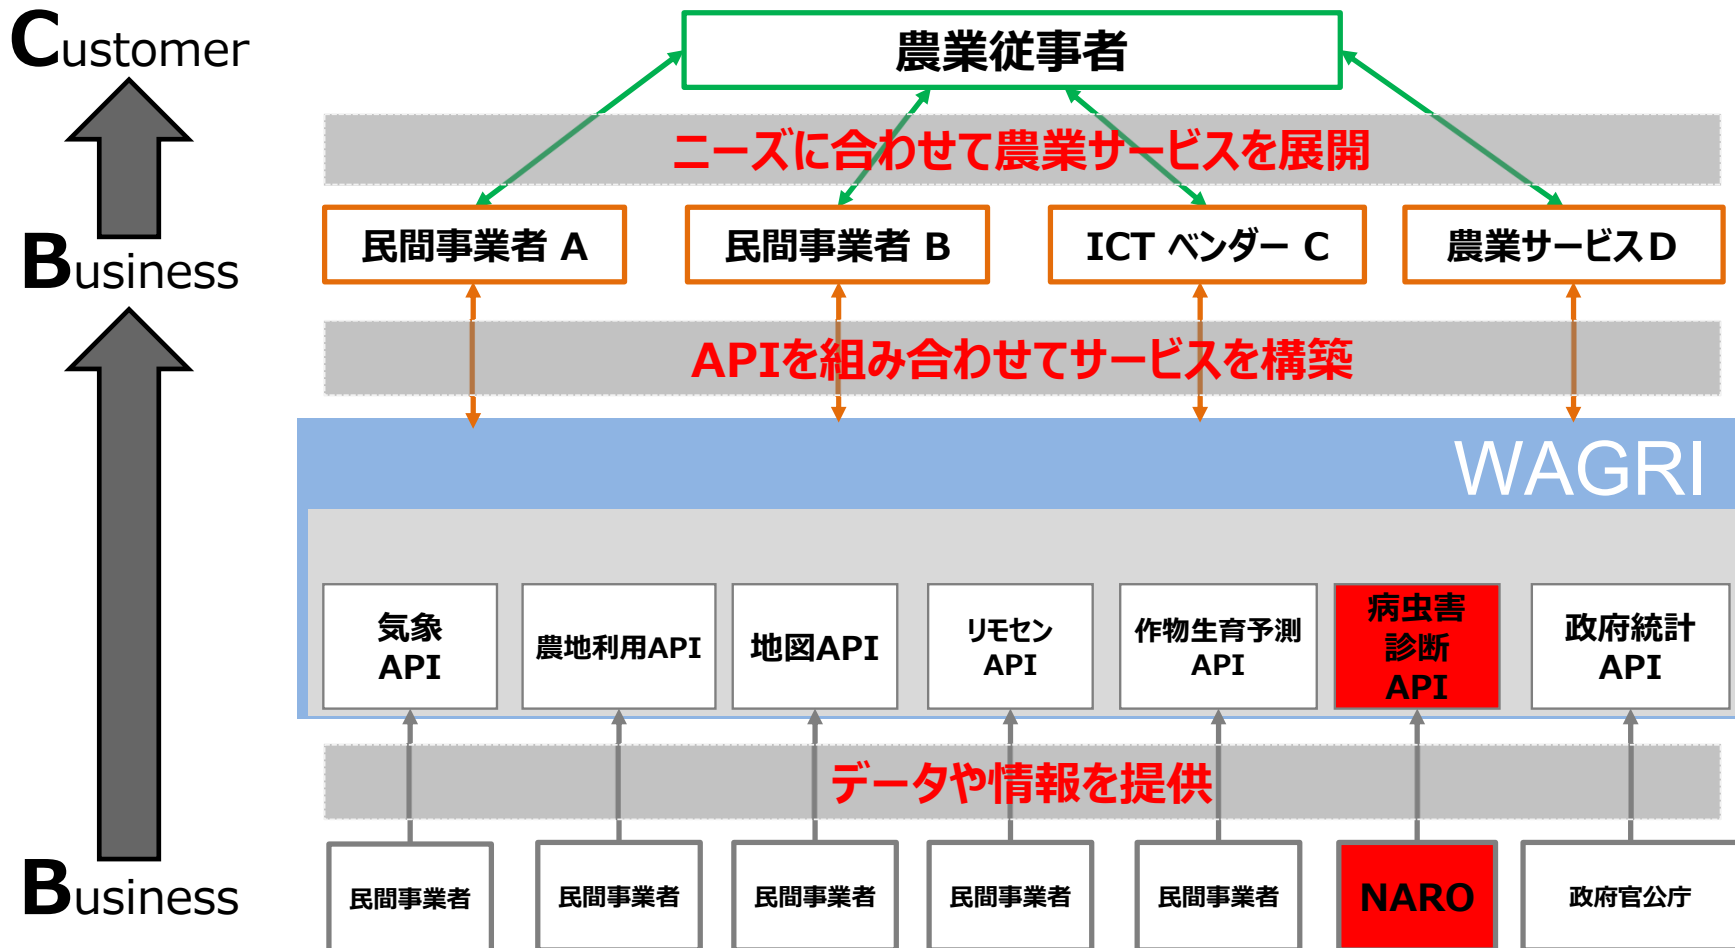 Customer
農業従事者
ニーズに合わせて農業サービスを展開
Business
民間事業者 A
民間事業者 B
ICT ベンダー C
農業サービスD
APIを組み合わせてサービスを構築
WAGRI
気象
API
農地利用API
地図API
リモセン
API
作物生育予測
API
病虫害
診断
API
政府統計
API
データや情報を提供
Business
民間事業者
民間事業者
民間事業者
民間事業者
民間事業者
NARO
政府官公庁